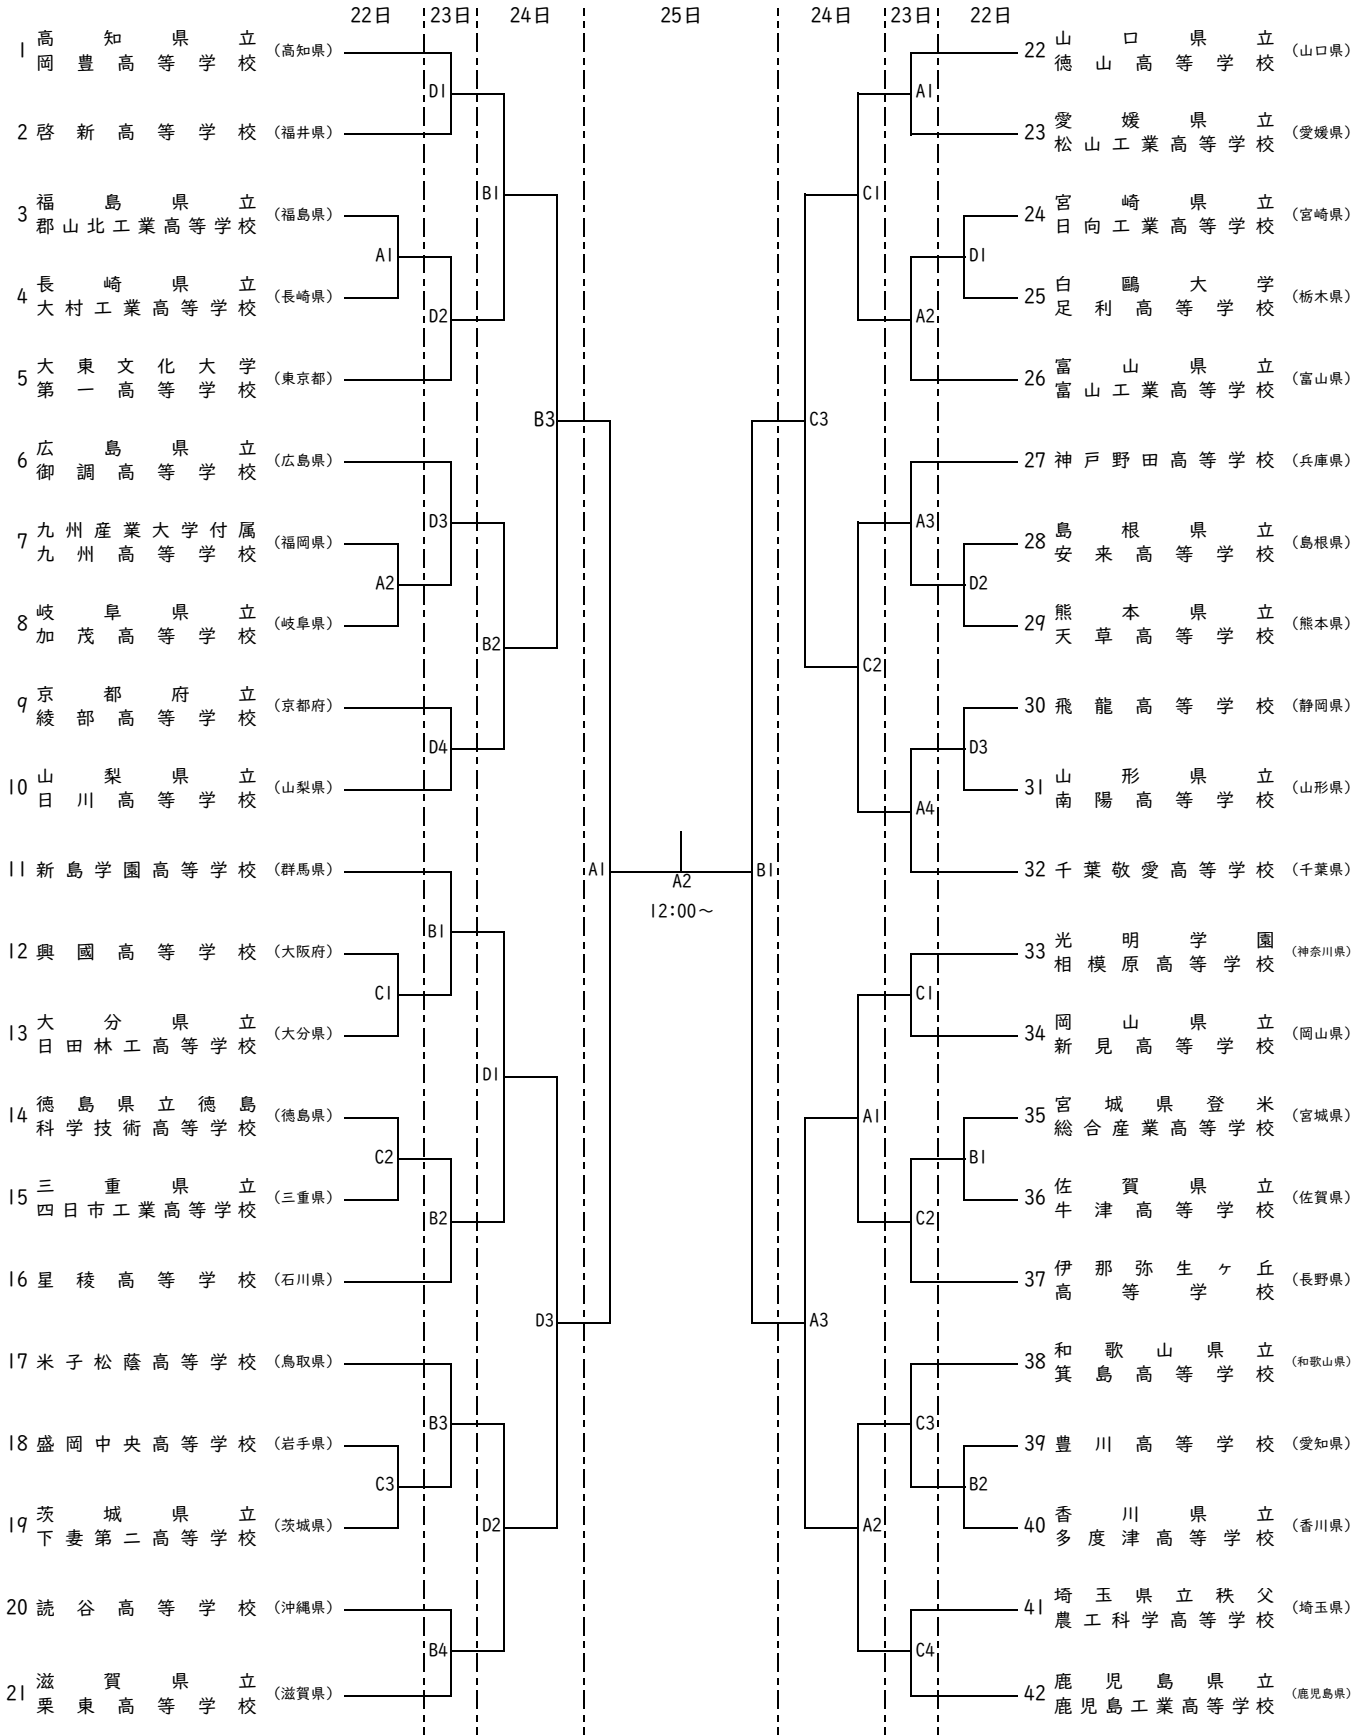 22日 23日 24日 25日 24日 23日 22日
1 高知県立
岡豊高等学校 (高知県)
2 啓新高等学校 (福井県)
3 福島県立
郡山北工業高等学校 (福島県)
4 長崎県立
大村工業高等学校 (長崎県)
5 大東文化大学
第一高等学校 (東京都)
6 広島県立
御調高等学校 (広島県)
7 九州産業大学付属
九州高等学校 (福岡県)
8 岐阜県立
加茂高等学校 (岐阜県)
9 京都府立
綾部高等学校 (京都府)
10 山梨県立
日川高等学校 (山梨県)
11 新島学園高等学校 (群馬県)
12 興國高等学校 (大阪府)
13 大分県立
日田林工高等学校 (大分県)
14 徳島県立徳島
科学技術高等学校 (徳島県)
15 三重県立
四日市工業高等学校 (三重県)
16 星稜高等学校 (石川県)
17 米子松蔭高等学校 (鳥取県)
18 盛岡中央高等学校 (岩手県)
19 茨城県立
下妻第二高等学校 (茨城県)
20 読谷高等学校 (沖縄県)
21 滋賀県立
栗東高等学校 (滋賀県)
A1
A2
C1
C2
C3
D1
D2
D3
D4
B1
B2
B3
B4
B1
B2
D1
D2
B3
D3
A1
A2
12:00～
B1
C3
A3
C1
C2
A1
A2
A1
A2
A3
A4
C1
C2
C3
C4
D1
D2
D3
B1
B2
22 山口県立
徳山高等学校 (山口県)
23 愛媛県立
松山工業高等学校 (愛媛県)
24 宮崎県立
日向工業高等学校 (宮崎県)
25 白鷗大学
足利高等学校 (栃木県)
26 富山県立
富山工業高等学校 (富山県)
27 神戸野田高等学校 (兵庫県)
28 島根県立
安来高等学校 (島根県)
29 熊本県立
天草高等学校 (熊本県)
30 飛龍高等学校 (静岡県)
31 山形県立
南陽高等学校 (山形県)
32 千葉敬愛高等学校 (千葉県)
33 光明学園
相模原高等学校 (神奈川県)
34 岡山県立
新見高等学校 (岡山県)
35 宮城県登米
総合産業高等学校 (宮城県)
36 佐賀県立
牛津高等学校 (佐賀県)
37 伊那弥生ヶ丘
高等学校 (長野県)
38 和歌山県立
箕島高等学校 (和歌山県)
39 豊川高等学校 (愛知県)
40 香川県立
多度津高等学校 (香川県)
41 埼玉県立秩父
農工科学高等学校 (埼玉県)
42 鹿児島県立
鹿児島工業高等学校 (鹿児島県)